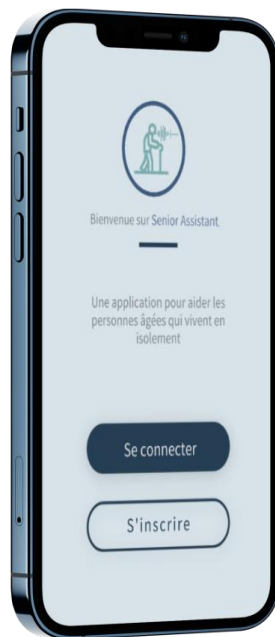 Bienvenue sur Senior Assistant.
Une application pour aider les
personnes âgées qui vivent en
isolement
Se connecter
S'inscrire